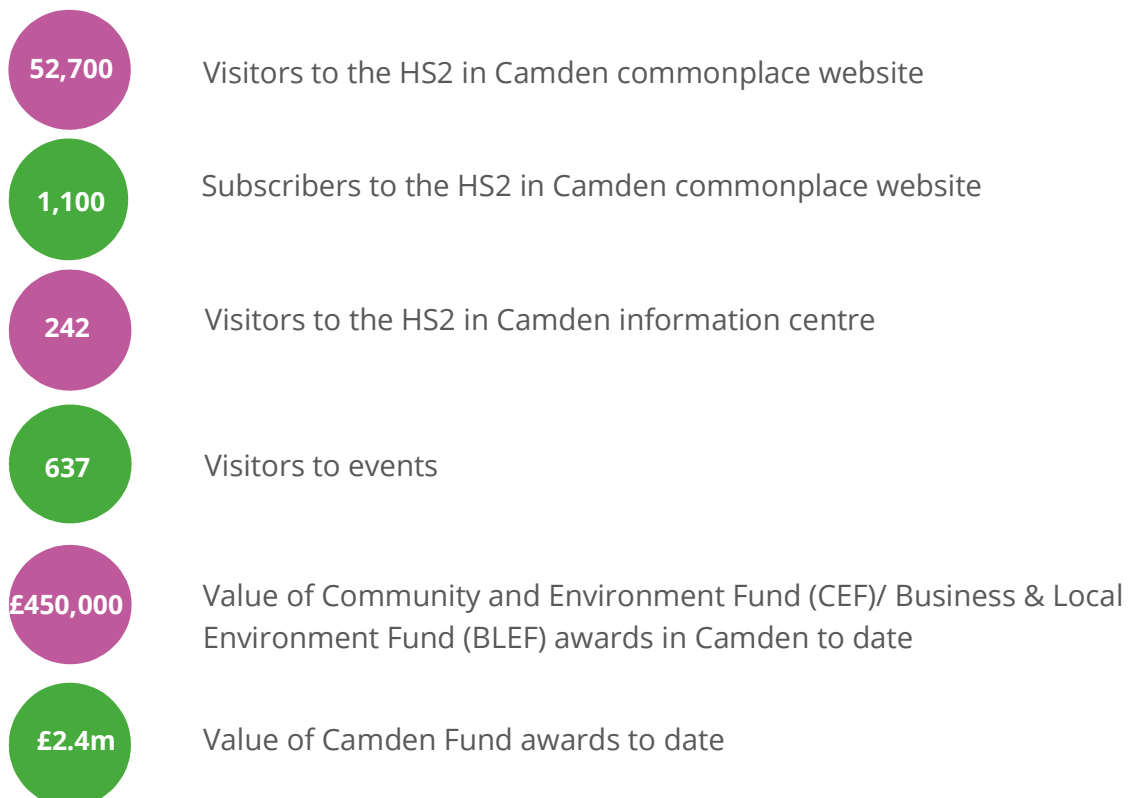 52,700
Visitors to the HS2 in Camden commonplace website
1,100
Subscribers to the HS2 in Camden commonplace website
242
Visitors to the HS2 in Camden information centre
637
Visitors to events
£450,000
Value of Community and Environment Fund (CEF)/ Business & Local
Environment Fund (BLEF) awards in Camden to date
£2.4m
Value of Camden Fund awards to date